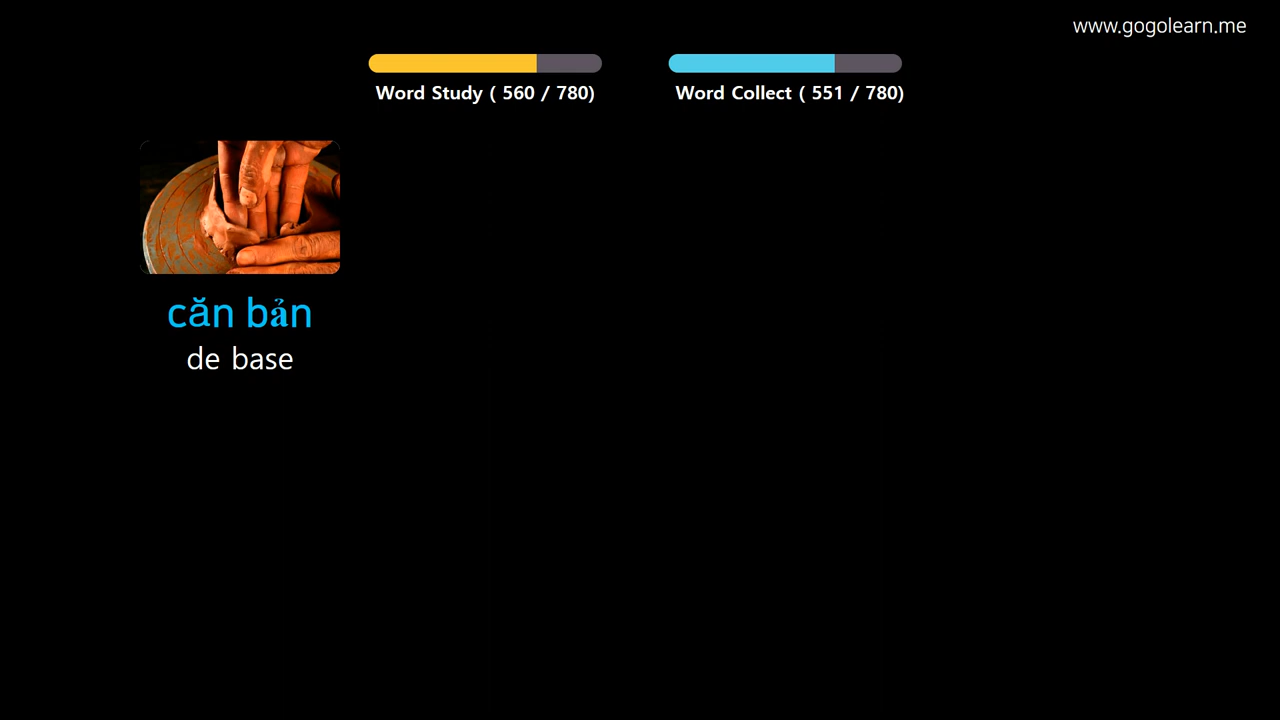 www.gogolearn.me
Word Study ( 560 / 780)
Word Collect ( 551 / 780)
căn bản
de base